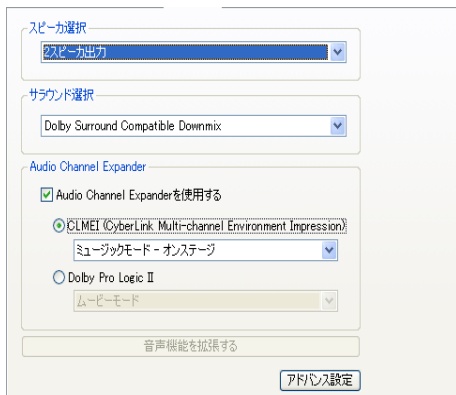 スピーカ選択
2スピーカ出力
サラウンド選択
Dolby Surround Compatible Downmix
Audio Channel Expander
Audio Channel Expanderを使用する
CLMEI (CyberLink Multi-channel Environment Impression)
ミュージックモード - オンステージ
Dolby Pro Logic II
ムービーモード
音声機能を拡張する
アドバンス設定